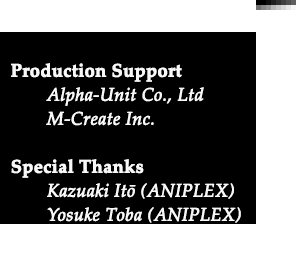 Production Support
Alpha-Unit Co., Ltd
M-Create Inc.
Special Thanks
Kazuaki Itō (ANIPLEX)
Yosuke Toba (ANIPLEX)